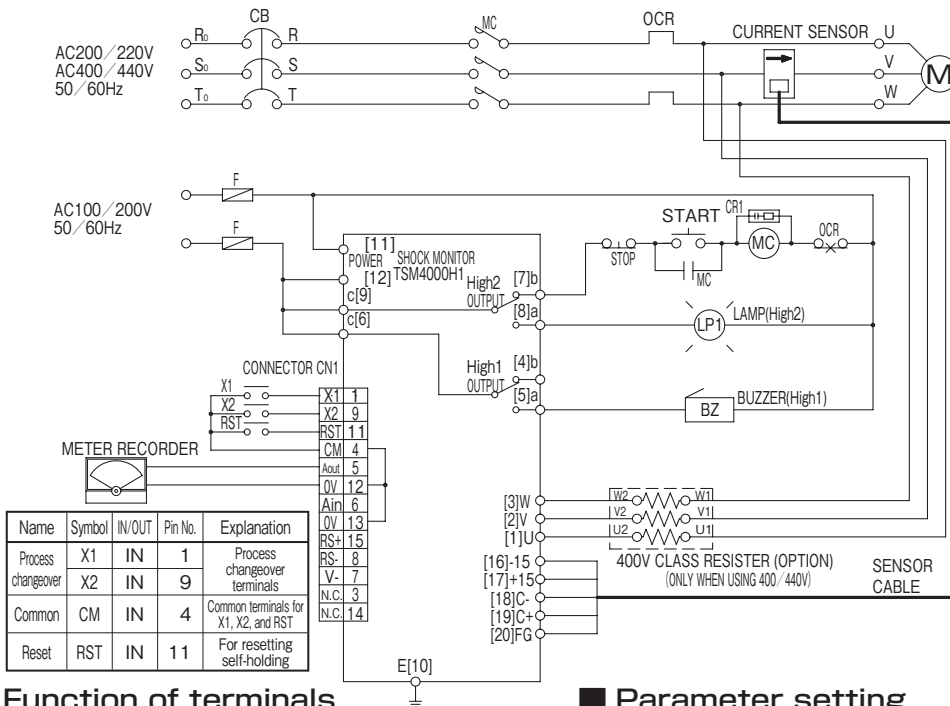 CB
MC
OCR
CURRENT SENSOR
U
V
W
M
AC200/220V
AC400/440V
50/60Hz
R0
R
S0
S
T0
T
AC100/200V
50/60Hz
F
F
[11]
POWER
SHOCK MONITOR
[12]
TSM4000H1
c[9]
c[6]
High2
OUTPUT
[7]b
[8]a
High1
OUTPUT
[4]b
[5]a
STOP
START
MC
CR1
MC
OCR
LP1
LAMP(High2)
BZ
BUZZER(High1)
CONNECTOR CN1
X1
X2
RST
X1 1
X2 9
RST 11
CM 4
Aout 5
0V 12
Ain 6
0V 13
RS+ 15
RS- 8
V- 7
N.C. 3
N.C. 14
METER RECORDER
[3]W
[2]V
[1]U
W2 W1
V2 V1
U2 U1
400V CLASS RESISTER (OPTION)
(ONLY WHEN USING 400/440V)
[16]-15
[17]+15
[18]C-
[19]C+
[20]FG
SENSOR
CABLE
E[10]
Name Symbol IN/OUT Pin No. Explanation
Process changeover X1 IN 1 Process changeover terminals
X2 IN 9
Common CM IN 4 Common terminals for X1, X2, and RST
Reset RST IN 11 For resetting self-holding
Function of terminals
■ Parameter setting